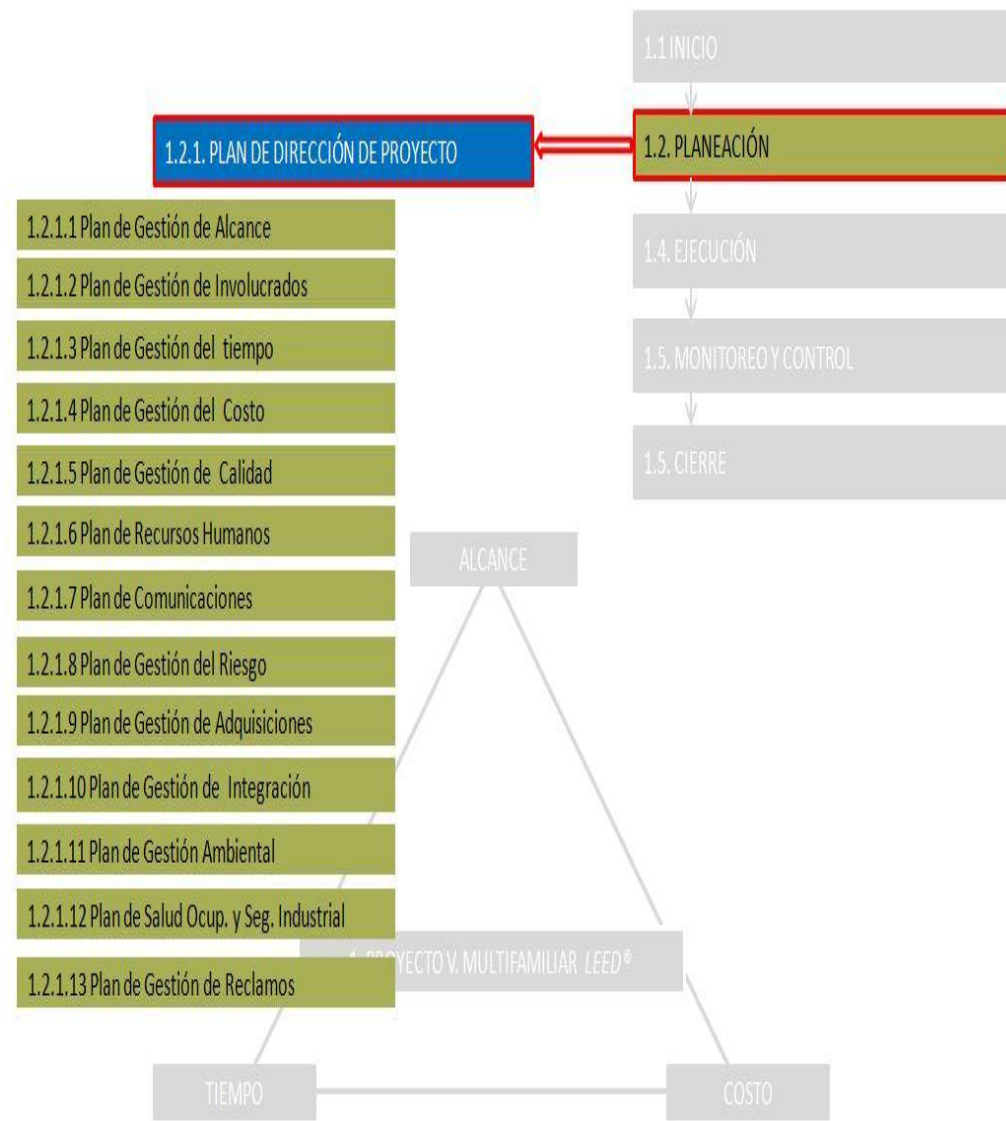 1.1 INICIO
1.2.1. PLAN DE DIRECCIÓN DE PROYECTO
1.2. PLANEACIÓN
1.2.1.1 Plan de Gestión de Alcance
1.2.1.2 Plan de Gestión de Involucrados
1.2.1.3 Plan de Gestión del tiempo
1.2.1.4 Plan de Gestión del Costo
1.2.1.5 Plan de Gestión de Calidad
1.2.1.6 Plan de Recursos Humanos
1.2.1.7 Plan de Comunicaciones
1.2.1.8 Plan de Gestión del Riesgo
1.2.1.9 Plan de Gestión de Adquisiciones
1.2.1.10 Plan de Gestión de Integración
1.2.1.11 Plan de Gestión Ambiental
1.2.1.12 Plan de Salud Ocup. y Seg. Industrial
1.2.1.13 Plan de Gestión de Reclamos
1.4. EJECUCIÓN
1.5. MONITOREO Y CONTROL
1.5. CIERRE
ALCANCE
V. MULTIFAMILIAR LEED®
TIEMPO
COSTO